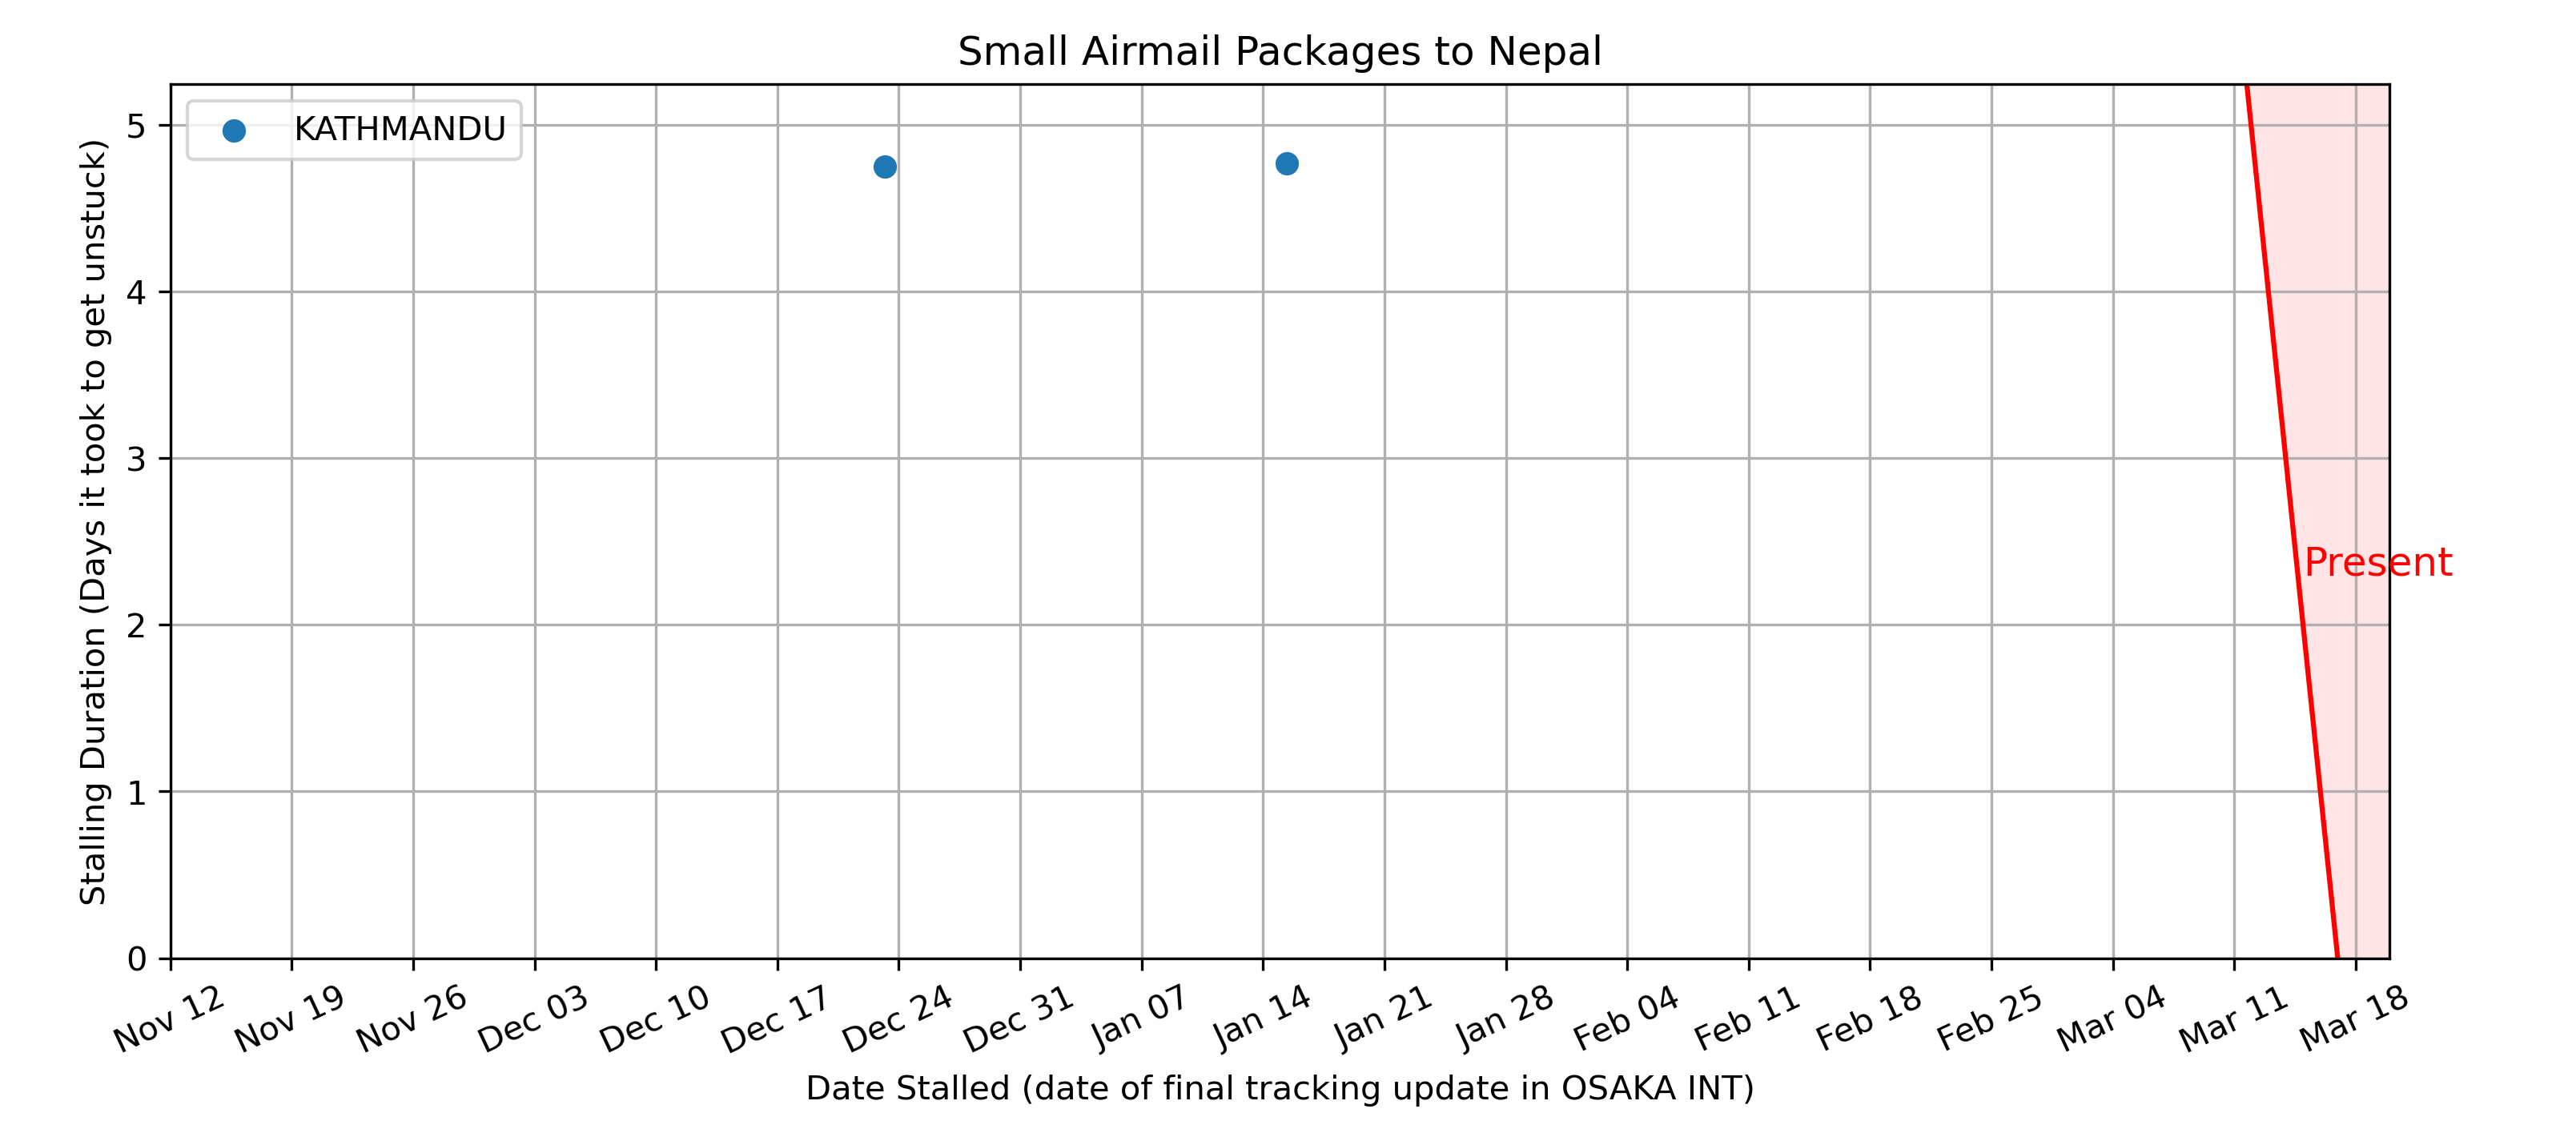 Small Airmail Packages to Nepal
KATHMANDU
Stalling Duration (Days it took to get unstuck)
5
4
3
2
1
0
Present
Nov 12
Nov 19
Nov 26
Dec 03
Dec 10
Dec 17
Dec 24
Dec 31
Jan 07
Jan 14
Jan 21
Jan 28
Feb 04
Feb 11
Feb 18
Feb 25
Mar 04
Mar 11
Mar 18
Date Stalled (date of final tracking update in OSAKA INT)